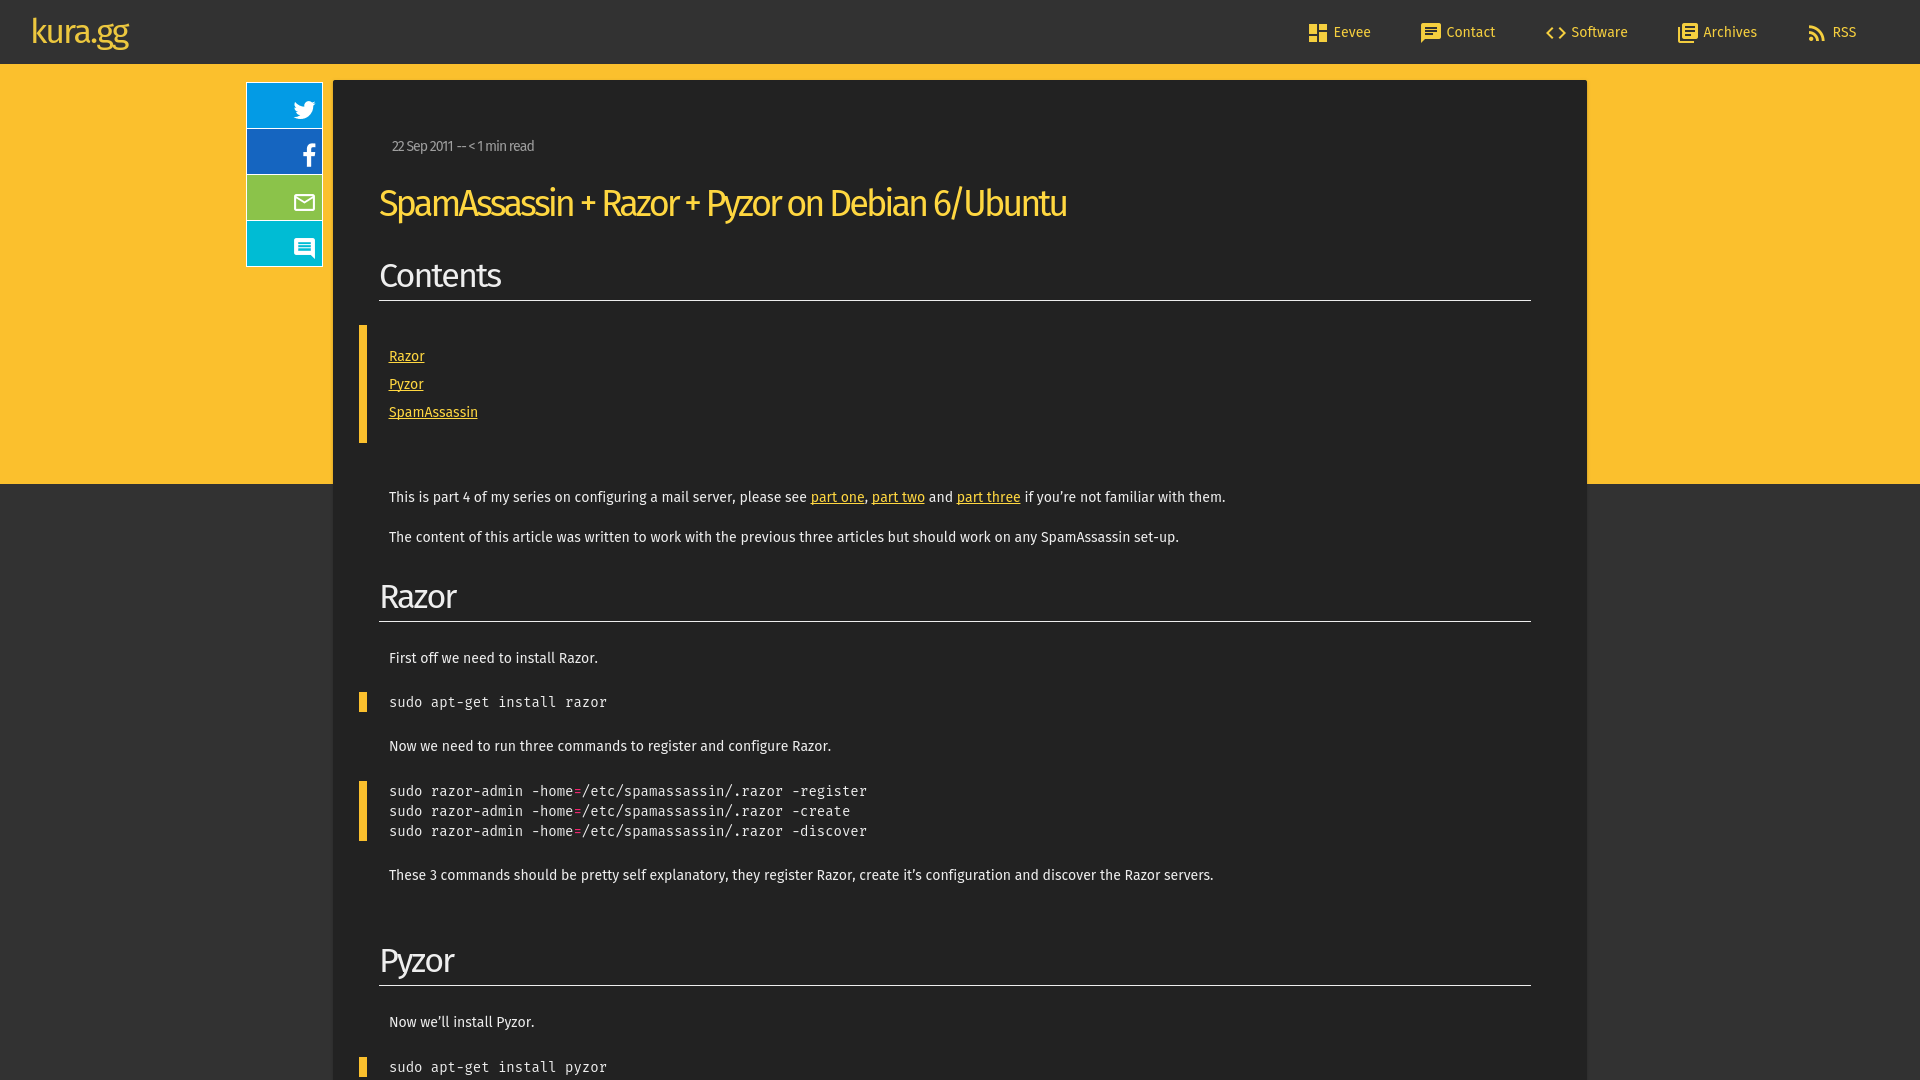 kura.gg
Eevee
Contact
Software
Archives
RSS
22 Sep 2011 -- < 1 min read
SpamAssassin + Razor + Pyzor on Debian 6/Ubuntu
Contents
Razor
Pyzor
SpamAssassin
This is part 4 of my series on configuring a mail server, please see part one, part two and part three if you’re not familiar with them.
The content of this article was written to work with the previous three articles but should work on any SpamAssassin set-up.
Razor
First off we need to install Razor.
sudo apt-get install razor
Now we need to run three commands to register and configure Razor.
sudo razor-admin -home=/etc/spamassassin/.razor -register
sudo razor-admin -home=/etc/spamassassin/.razor -create
sudo razor-admin -home=/etc/spamassassin/.razor -discover
These 3 commands should be pretty self explanatory, they register Razor, create it’s configuration and discover the Razor servers.
Pyzor
Now we’ll install Pyzor.
sudo apt-get install pyzor